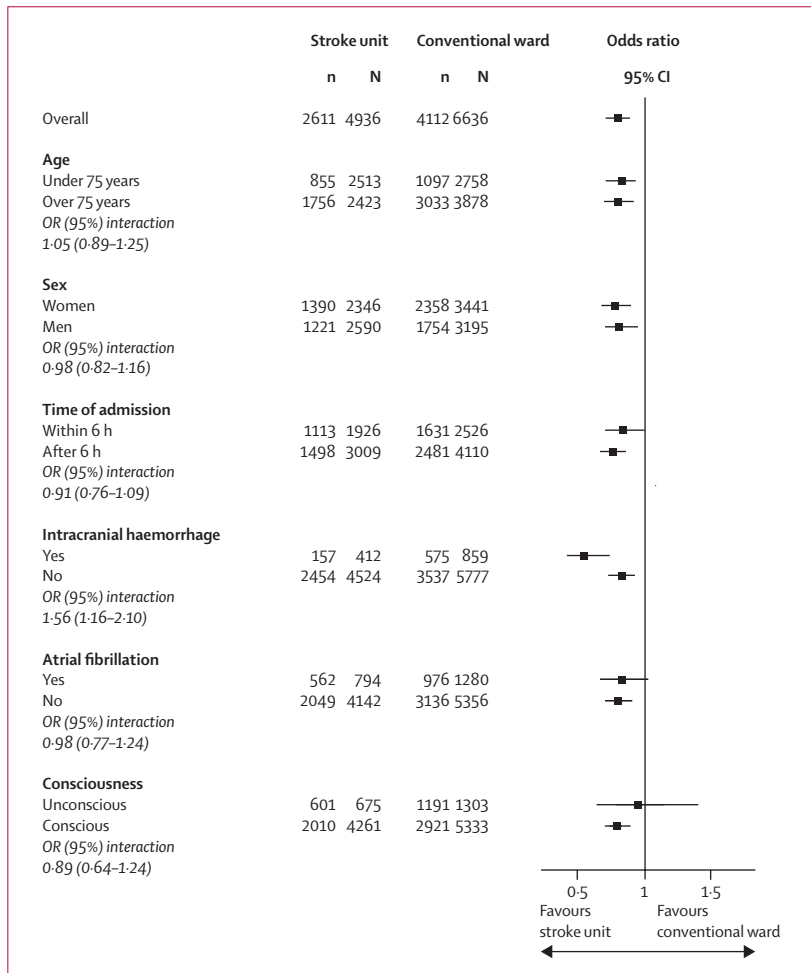 Stroke unit Conventional ward Odds ratio
n N n N 95% CI
Overall 2611 4936 4112 6636
Age
Under 75 years 855 2513 1097 2758
Over 75 years 1756 2423 3033 3878
OR (95%) interaction
1·05 (0·89–1·25)
Sex
Women 1390 2346 2358 3441
Men 1221 2590 1754 3195
OR (95%) interaction
0·98 (0·82–1·16)
Time of admission
Within 6 h 1113 1926 1631 2526
After 6 h 1498 3009 2481 4110
OR (95%) interaction
0·91 (0·76–1·09)
Intracranial haemorrhage
Yes 157 412 575 859
No 2454 4524 3537 5777
OR (95%) interaction
1·56 (1·16–2·10)
Atrial fibrillation
Yes 562 794 976 1280
No 2049 4142 3136 5356
OR (95%) interaction
0·98 (0·77–1·24)
Consciousness
Unconscious 601 675 1191 1303
Conscious 2010 4261 2921 5333
OR (95%) interaction
0·89 (0·64–1·24)
0·5 1 1·5
Favours Favours
stroke unit conventional ward